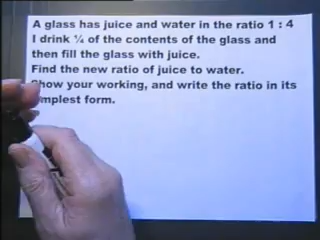 A glass has juice and water in the ratio 1 : 4
I drink ¼ of the contents of the glass and
then fill the glass with juice.
Find the new ratio of juice to water.
Show your working, and write the ratio in its
simplest form.